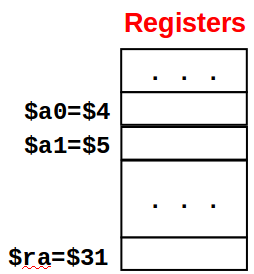 Registers
. . .
$a0=$4
$a1=$5
. . .
$ra=$31